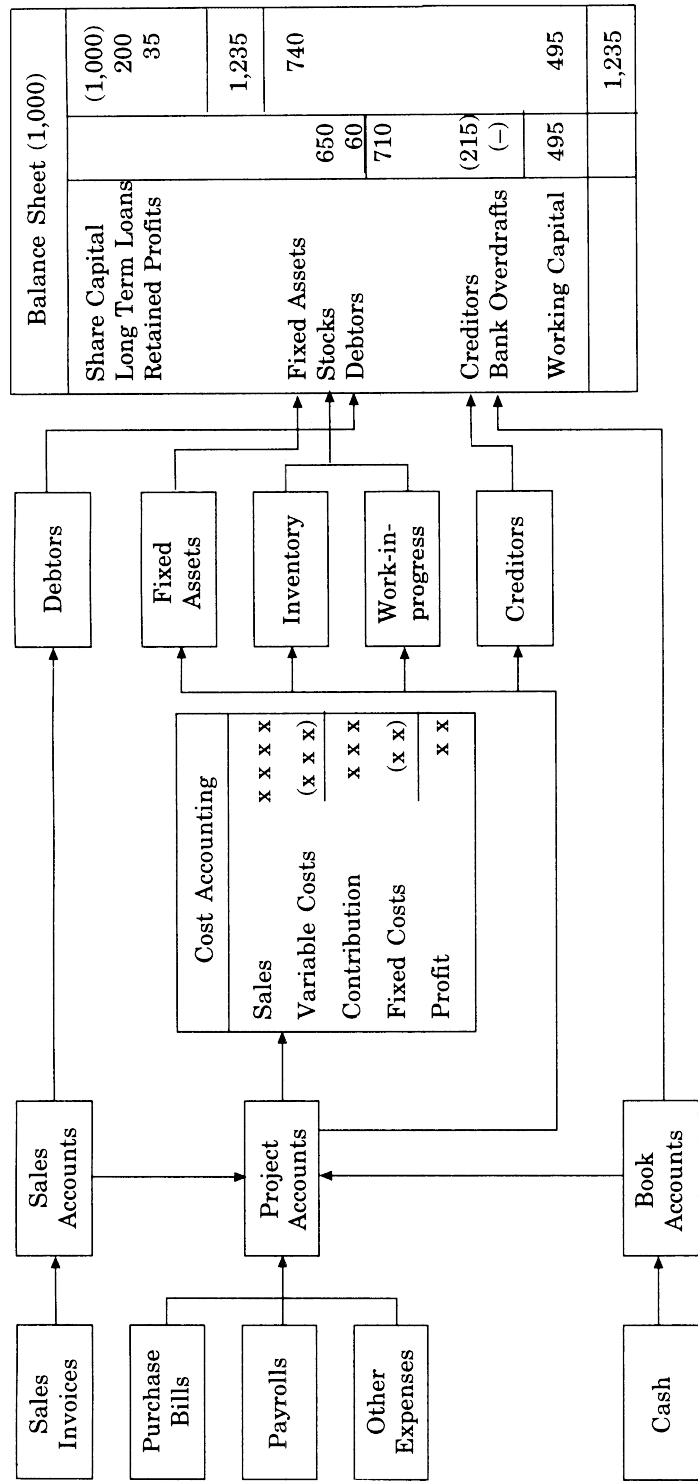 Sales
Invoices
Purchase
Bills
Payrolls
Other
Expenses
Cash
Sales
Accounts
Project
Accounts
Book
Accounts
Cost Accounting
Sales x x x x
Variable Costs (x x x)
Contribution x x x
Fixed Costs (x x)
Profit x x
Debtors
Fixed
Assets
Inventory
Work-in-
progress
Creditors
Balance Sheet (1,000)
Share Capital (1,000)
Long Term Loans 200
Retained Profits 35
1,235
Fixed Assets 740
Stocks 650
Debtors 60
710
Creditors (215)
Bank Overdrafts (–)
Working Capital 495 495
1,235